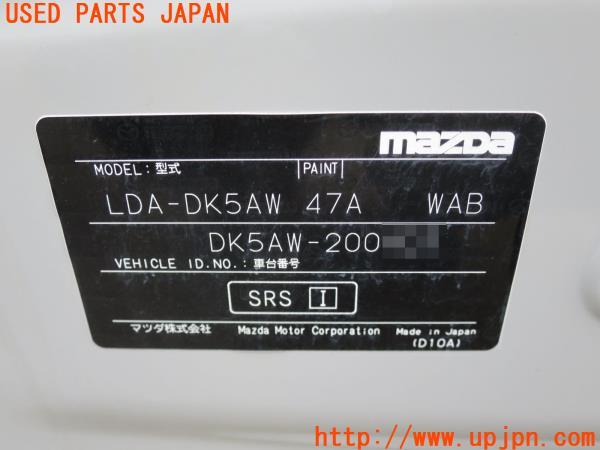 USED PARTS JAPAN
mazda
MODEL:型式 PAINT
LDA-DK5AW 47A WAB
DK5AW-200
VEHICLE ID.NO.:車台番号
SRS I
マツダ株式会社 Mazda Motor Corporation Made in Japan
(D10A)
http://www.upjpn.com